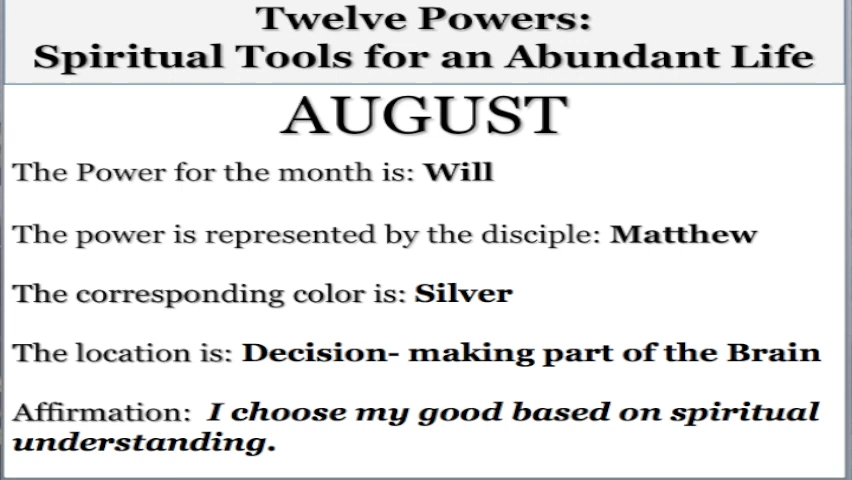 Twelve Powers:
Spiritual Tools for an Abundant Life
AUGUST
The Power for the month is: Will
The power is represented by the disciple: Matthew
The corresponding color is: Silver
The location is: Decision- making part of the Brain
Affirmation: I choose my good based on spiritual
understanding.